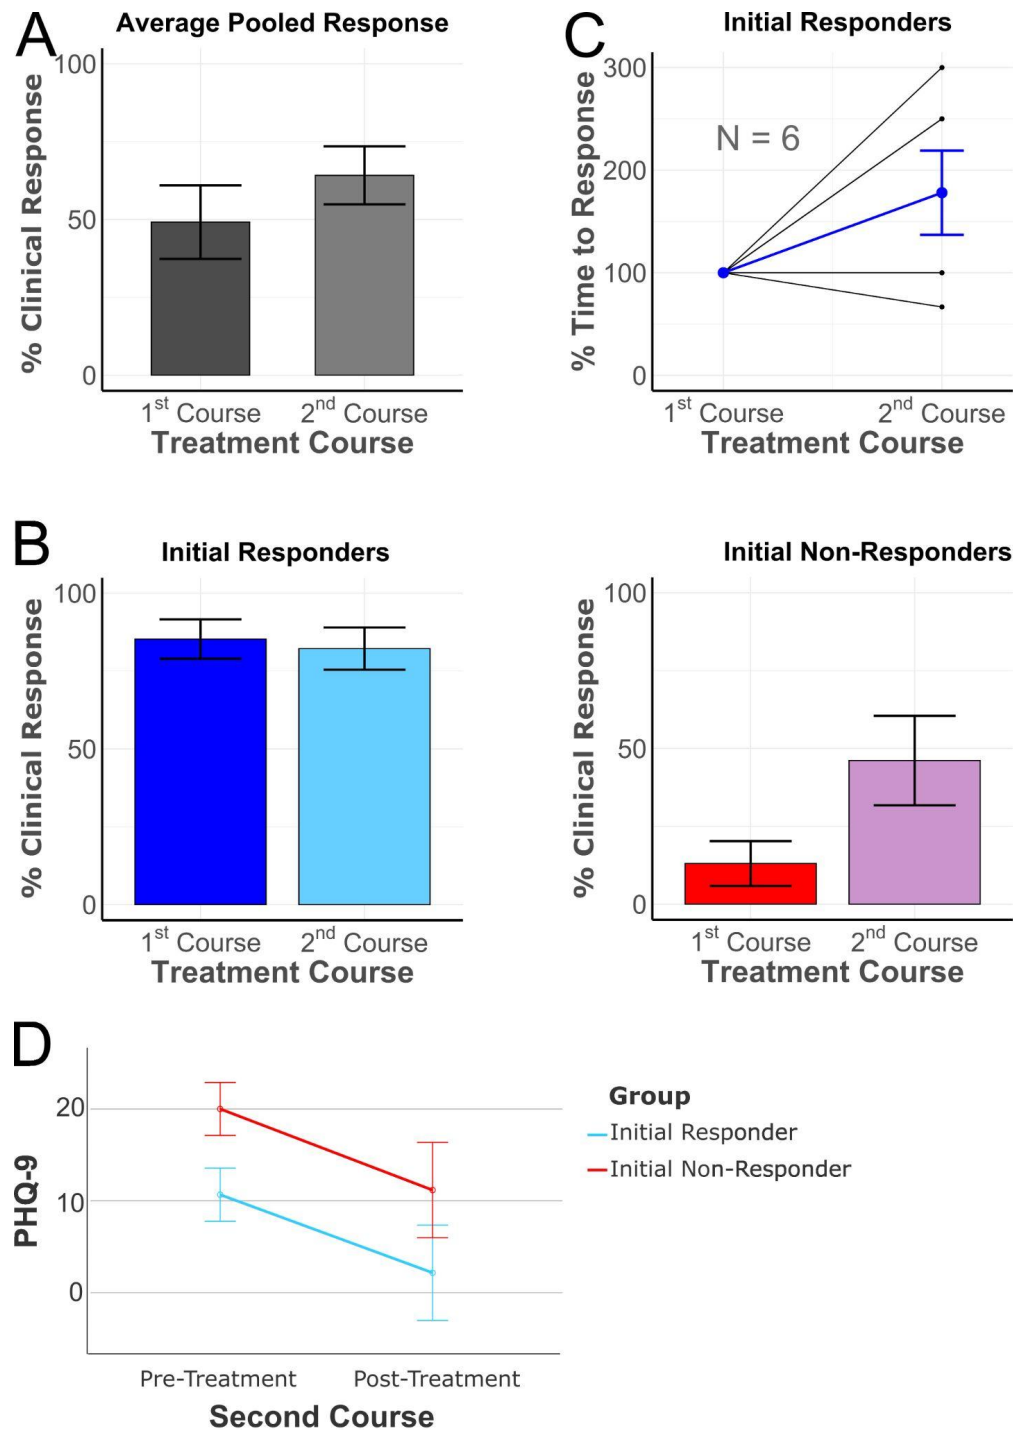 A
Average Pooled Response
% Clinical Response
100
50
0
1st Course
2nd Course
Treatment Course
C
Initial Responders
% Time to Response
300
200
100
0
N = 6
1st Course
2nd Course
Treatment Course
B
Initial Responders
% Clinical Response
100
50
0
1st Course
2nd Course
Treatment Course
Initial Non-Responders
% Clinical Response
100
50
0
1st Course
2nd Course
Treatment Course
D
PHQ-9
20
10
0
Pre-Treatment
Post-Treatment
Second Course
Group
Initial Responder
Initial Non-Responder